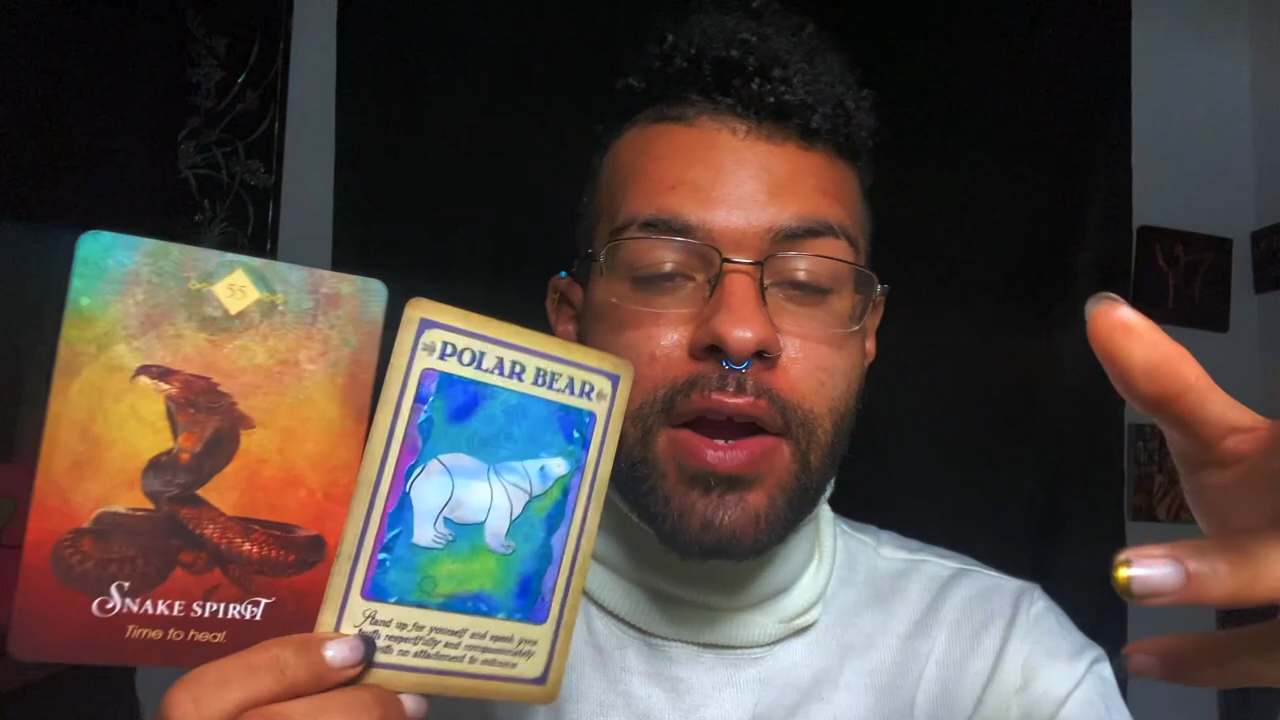 55
SNAKE SPIRIT
Time to heal.
POLAR BEAR
Stand up for yourself and speak your
truth respectfully and compassionately
with no attachment to outcome